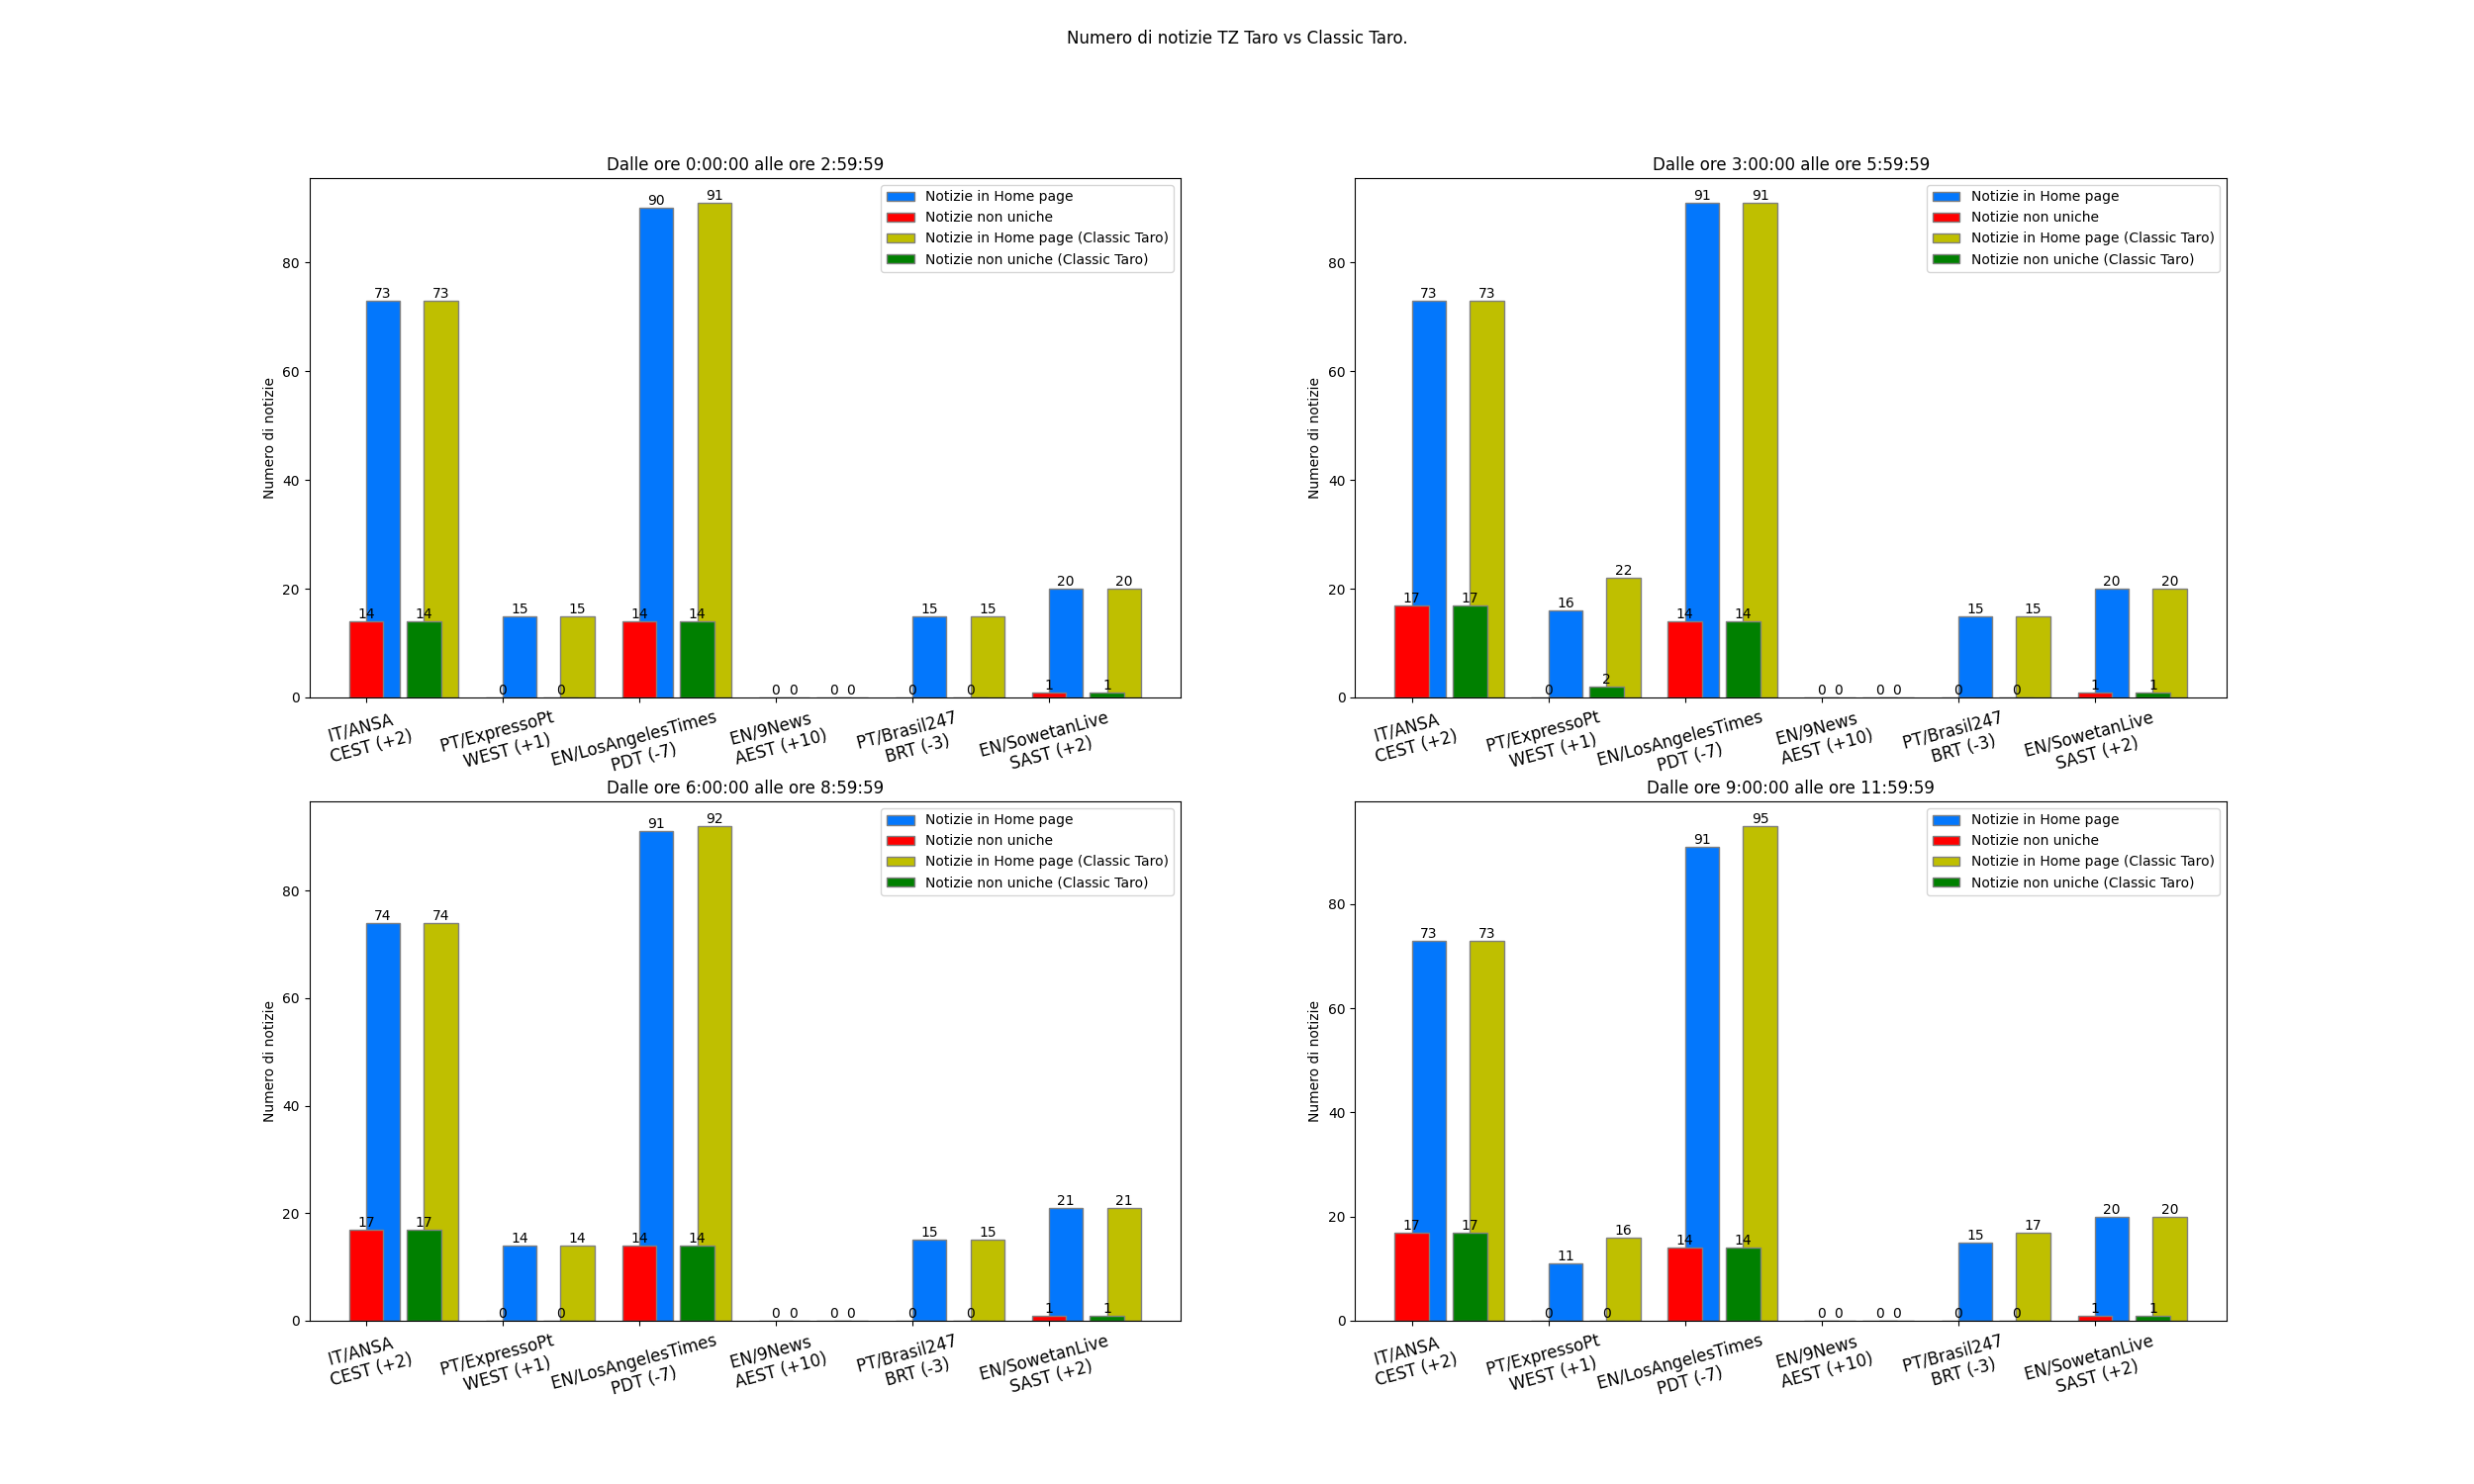 Numero di notizie TZ Taro vs Classic Taro.
Dalle ore 0:00:00 alle ore 2:59:59
Numero di notizie
80
60
40
20
0
Notizie in Home page
Notizie non uniche
Notizie in Home page (Classic Taro)
Notizie non uniche (Classic Taro)
73 73 90 91
14 14 15 15 14 14 15 15 20 20
0 0 0 0 0 0 0 0 1 1
IT/ANSA
CEST (+2)
PT/ExpressoPt
WEST (+1)
EN/LosAngelesTimes
PDT (-7)
EN/9News
AEST (+10)
PT/Brasil247
BRT (-3)
EN/SowetanLive
SAST (+2)
Dalle ore 3:00:00 alle ore 5:59:59
Numero di notizie
80
60
40
20
0
Notizie in Home page
Notizie non uniche
Notizie in Home page (Classic Taro)
Notizie non uniche (Classic Taro)
73 73 91 91
17 17 16 22 14 14 15 15 20 20
0 2 0 0 0 0 0 0 1 1
IT/ANSA
CEST (+2)
PT/ExpressoPt
WEST (+1)
EN/LosAngelesTimes
PDT (-7)
EN/9News
AEST (+10)
PT/Brasil247
BRT (-3)
EN/SowetanLive
SAST (+2)
Dalle ore 6:00:00 alle ore 8:59:59
Numero di notizie
80
60
40
20
0
Notizie in Home page
Notizie non uniche
Notizie in Home page (Classic Taro)
Notizie non uniche (Classic Taro)
74 74 91 92
17 17 14 14 14 14 15 15 21 21
0 0 0 0 0 0 0 0 1 1
IT/ANSA
CEST (+2)
PT/ExpressoPt
WEST (+1)
EN/LosAngelesTimes
PDT (-7)
EN/9News
AEST (+10)
PT/Brasil247
BRT (-3)
EN/SowetanLive
SAST (+2)
Dalle ore 9:00:00 alle ore 11:59:59
Numero di notizie
80
60
40
20
0
Notizie in Home page
Notizie non uniche
Notizie in Home page (Classic Taro)
Notizie non uniche (Classic Taro)
73 73 91 95
17 17 11 16 14 14 15 17 20 20
0 0 0 0 0 0 0 0 1 1
IT/ANSA
CEST (+2)
PT/ExpressoPt
WEST (+1)
EN/LosAngelesTimes
PDT (-7)
EN/9News
AEST (+10)
PT/Brasil247
BRT (-3)
EN/SowetanLive
SAST (+2)